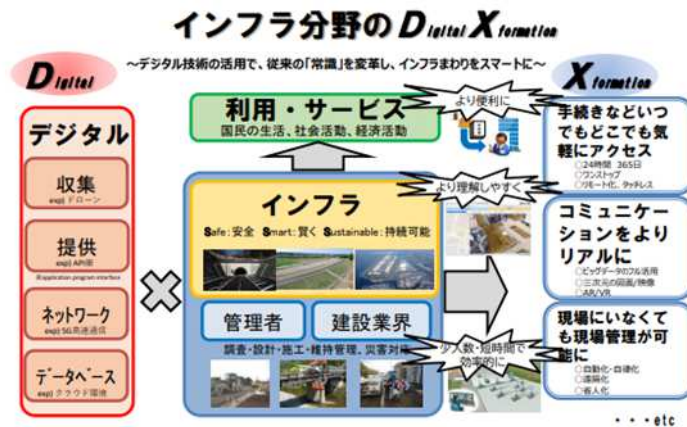 インフラ分野のDigital Xformation
～デジタル技術の活用で、従来の「常識」を変革し、インフラまわりをスマートに～
Digital
デジタル
収集
exp) ドローン
提供
exp) API等
※application program interface
ネットワーク
exp) 5G高速通信
データベース
exp) クラウド環境
利用・サービス
国民の生活、社会活動、経済活動
インフラ
Safe：安全 Smart：賢く Sustainable：持続可能
管理者
建設業界
調査・設計・施工・維持管理、災害対応
より便利に
より理解しやすく
少人数・短時間で
効率的に
Xformation
手続きなどいつ
でもどこでも気
軽にアクセス
○24時間 365日
○ワンストップ
○リモート化、タッチレス
コミュニケー
ションをより
リアルに
○ビッグデータのフル活用
○三次元の図面/映像
○AR/VR
現場にいなくて
も現場管理が可
能に
○自動化・自律化
○遠隔化
○省人化
・・・etc